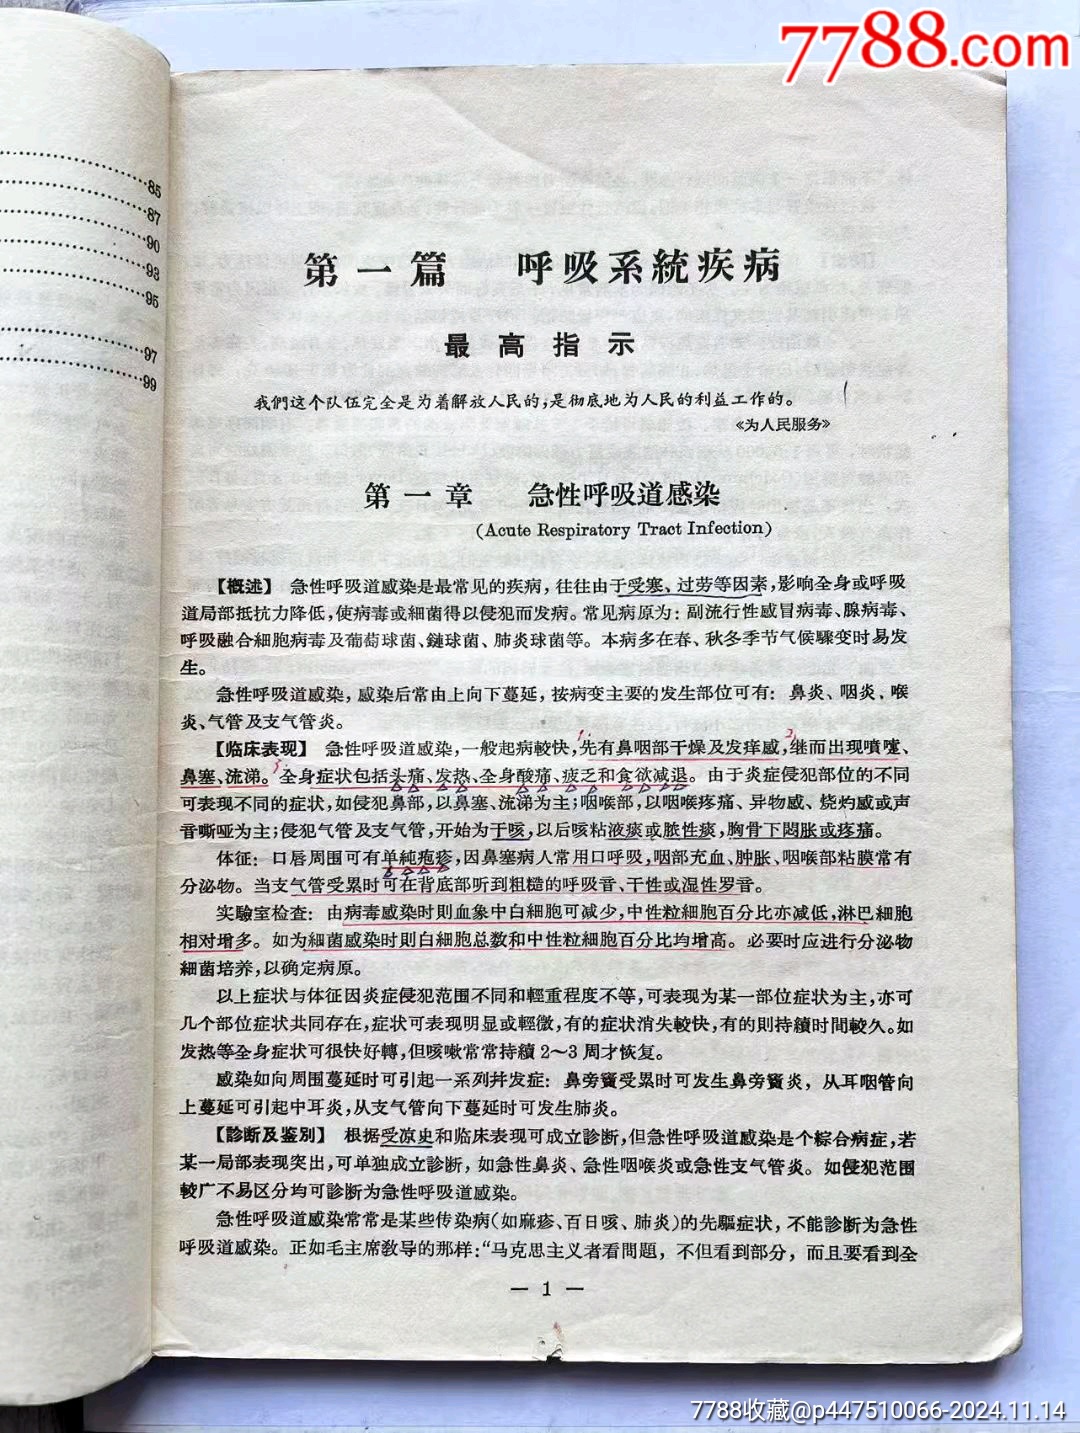 7788.com
85
87
90
93
95
97
99
第一篇 呼吸系統疾病
最高指示
我們这个队伍完全是为着解放人民的，是彻底地为人民的利益工作的。
《为人民服务》
第一章 急性呼吸道感染
(Acute Respiratory Tract Infection)
【概述】 急性呼吸道感染是最常见的疾病，往往由于受塞、过劳等因素，影响全身或呼吸
道局部抵抗力降低，使病毒或細菌得以侵犯而发病。常见病原为：副流行性感冒病毒、腺病毒、
呼吸融合細胞病毒及葡萄球菌、鏈球菌、肺炎球菌等。本病多在春、秋冬季节气候驟变时易发
生。
急性呼吸道感染，感染后常由上向下蔓延，按病变主要的发生部位可有：鼻炎、咽炎、喉
炎、气管及支气管炎。
【临床表现】 急性呼吸道感染，一般起病較快，先有鼻咽部干燥及发痒感，继而出现噴嚏、
鼻塞、流涕。全身症状包括头痛、发热、全身酸痛、疲乏和食欲减退。由于炎症侵犯部位的不同
可表现不同的症状，如侵犯鼻部，以鼻塞、流涕为主；咽喉部，以咽喉疼痛、异物感、烧灼感或声
音嘶哑为主；侵犯气管及支气管，开始为干咳，以后咳粘液痰或脓性痰，胸骨下悶胀或疼痛。
体征：口唇周围可有单純疱疹，因鼻塞病人常用口呼吸，咽部充血、肿胀、咽喉部粘膜常有
分泌物。当支气管受累时可在背底部听到粗糙的呼吸音、干性或湿性罗音。
实驗室检查：由病毒感染时則血象中白細胞可减少，中性粒細胞百分比亦减低，淋巴細胞
相对增多。如为細菌感染时則白細胞总数和中性粒細胞百分比均增高。必要时应进行分泌物
細菌培养，以确定病原。
以上症状与体征因炎症侵犯范围不同和輕重程度不等，可表现为某一部位症状为主，亦可
几个部位症状共同存在，症状可表现明显或輕微，有的症状消失較快，有的則持續时間較久。如
发热等全身症状可很快好轉，但咳嗽常常持續2～3周才恢复。
感染如向周围蔓延时可引起一系列并发症：鼻旁竇受累时可发生鼻旁竇炎，从耳咽管向
上蔓延可引起中耳炎，从支气管向下蔓延时可发生肺炎。
【診断及鉴别】 根据受凉史和临床表现可成立診断，但急性呼吸道感染是个綜合病症，若
某一局部表现突出，可单独成立診断，如急性鼻炎、急性咽喉炎或急性支气管炎。如侵犯范围
較广不易区分均可診断为急性呼吸道感染。
急性呼吸道感染常常是某些传染病（如麻疹、百日咳、肺炎）的先驅症状，不能診断为急性
呼吸道感染。正如毛主席敎导的那样：“马克思主义者看問題，不但看到部分，而且要看到全
— 1 —
7788收藏@p447510066-2024.11.14